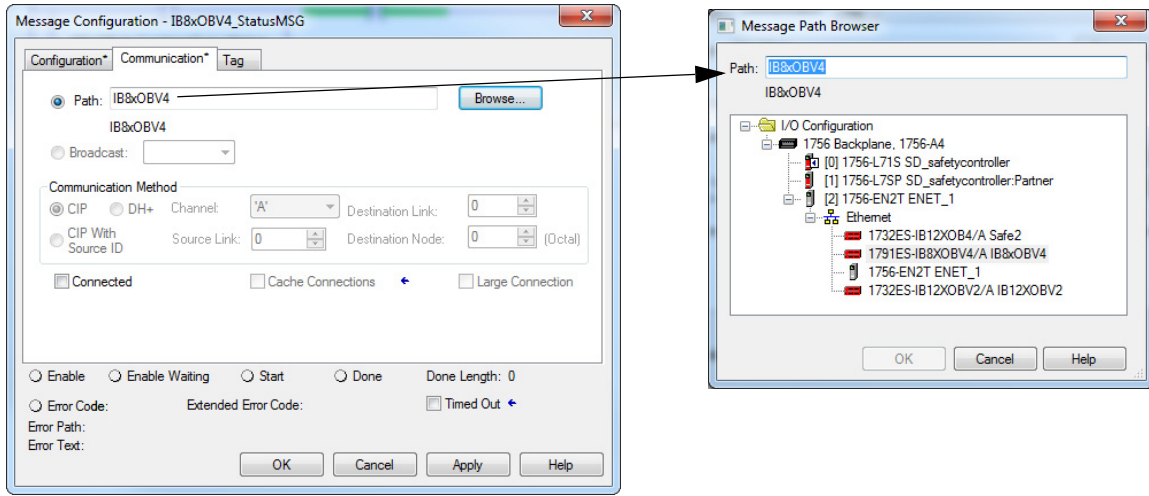 Message Configuration - IB8xOBV4_StatusMSG
Configuration* Communication* Tag
Path: IB8xOBV4 Browse...
IB8xOBV4
Broadcast:
Communication Method
CIP DH+ Channel: 'A' Destination Link: 0
CIP With Source ID Source Link: 0 Destination Node: 0 (Octal)
Connected Cache Connections Large Connection
Enable Enable Waiting Start Done Done Length: 0
Error Code: Extended Error Code: Timed Out
Error Path:
Error Text:
OK Cancel Apply Help
Message Path Browser
Path: IB8xOBV4
IB8xOBV4
I/O Configuration
1756 Backplane, 1756-A4
[0] 1756-L71S SD_safetycontroller
[1] 1756-L7SP SD_safetycontroller:Partner
[2] 1756-EN2T ENET_1
Ethernet
1732ES-IB12XOB4/A Safe2
1791ES-IB8XOBV4/A IB8xOBV4
1756-EN2T ENET_1
1732ES-IB12XOBV2/A IB12XOBV2
OK Cancel Help